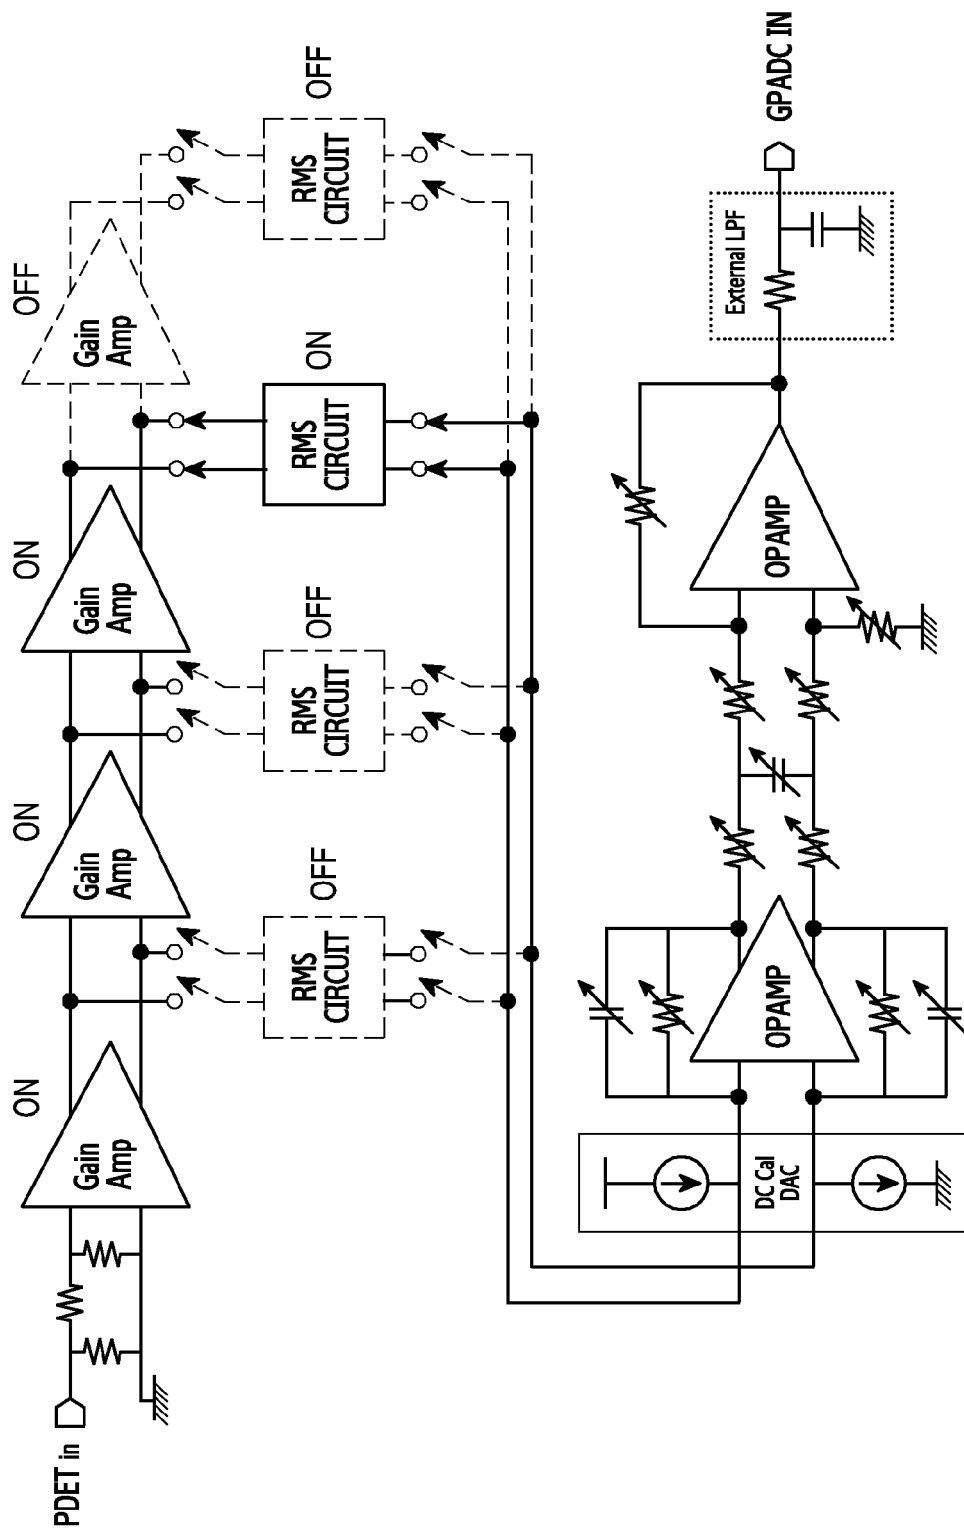 PDET in
ON
Gain
Amp
ON
Gain
Amp
ON
Gain
Amp
OFF
Gain
Amp
RMS
CIRCUIT
OFF
RMS
CIRCUIT
OFF
RMS
CIRCUIT
ON
RMS
CIRCUIT
OFF
DC Cal
DAC
OPAMP
OPAMP
External LPF
GPADC IN